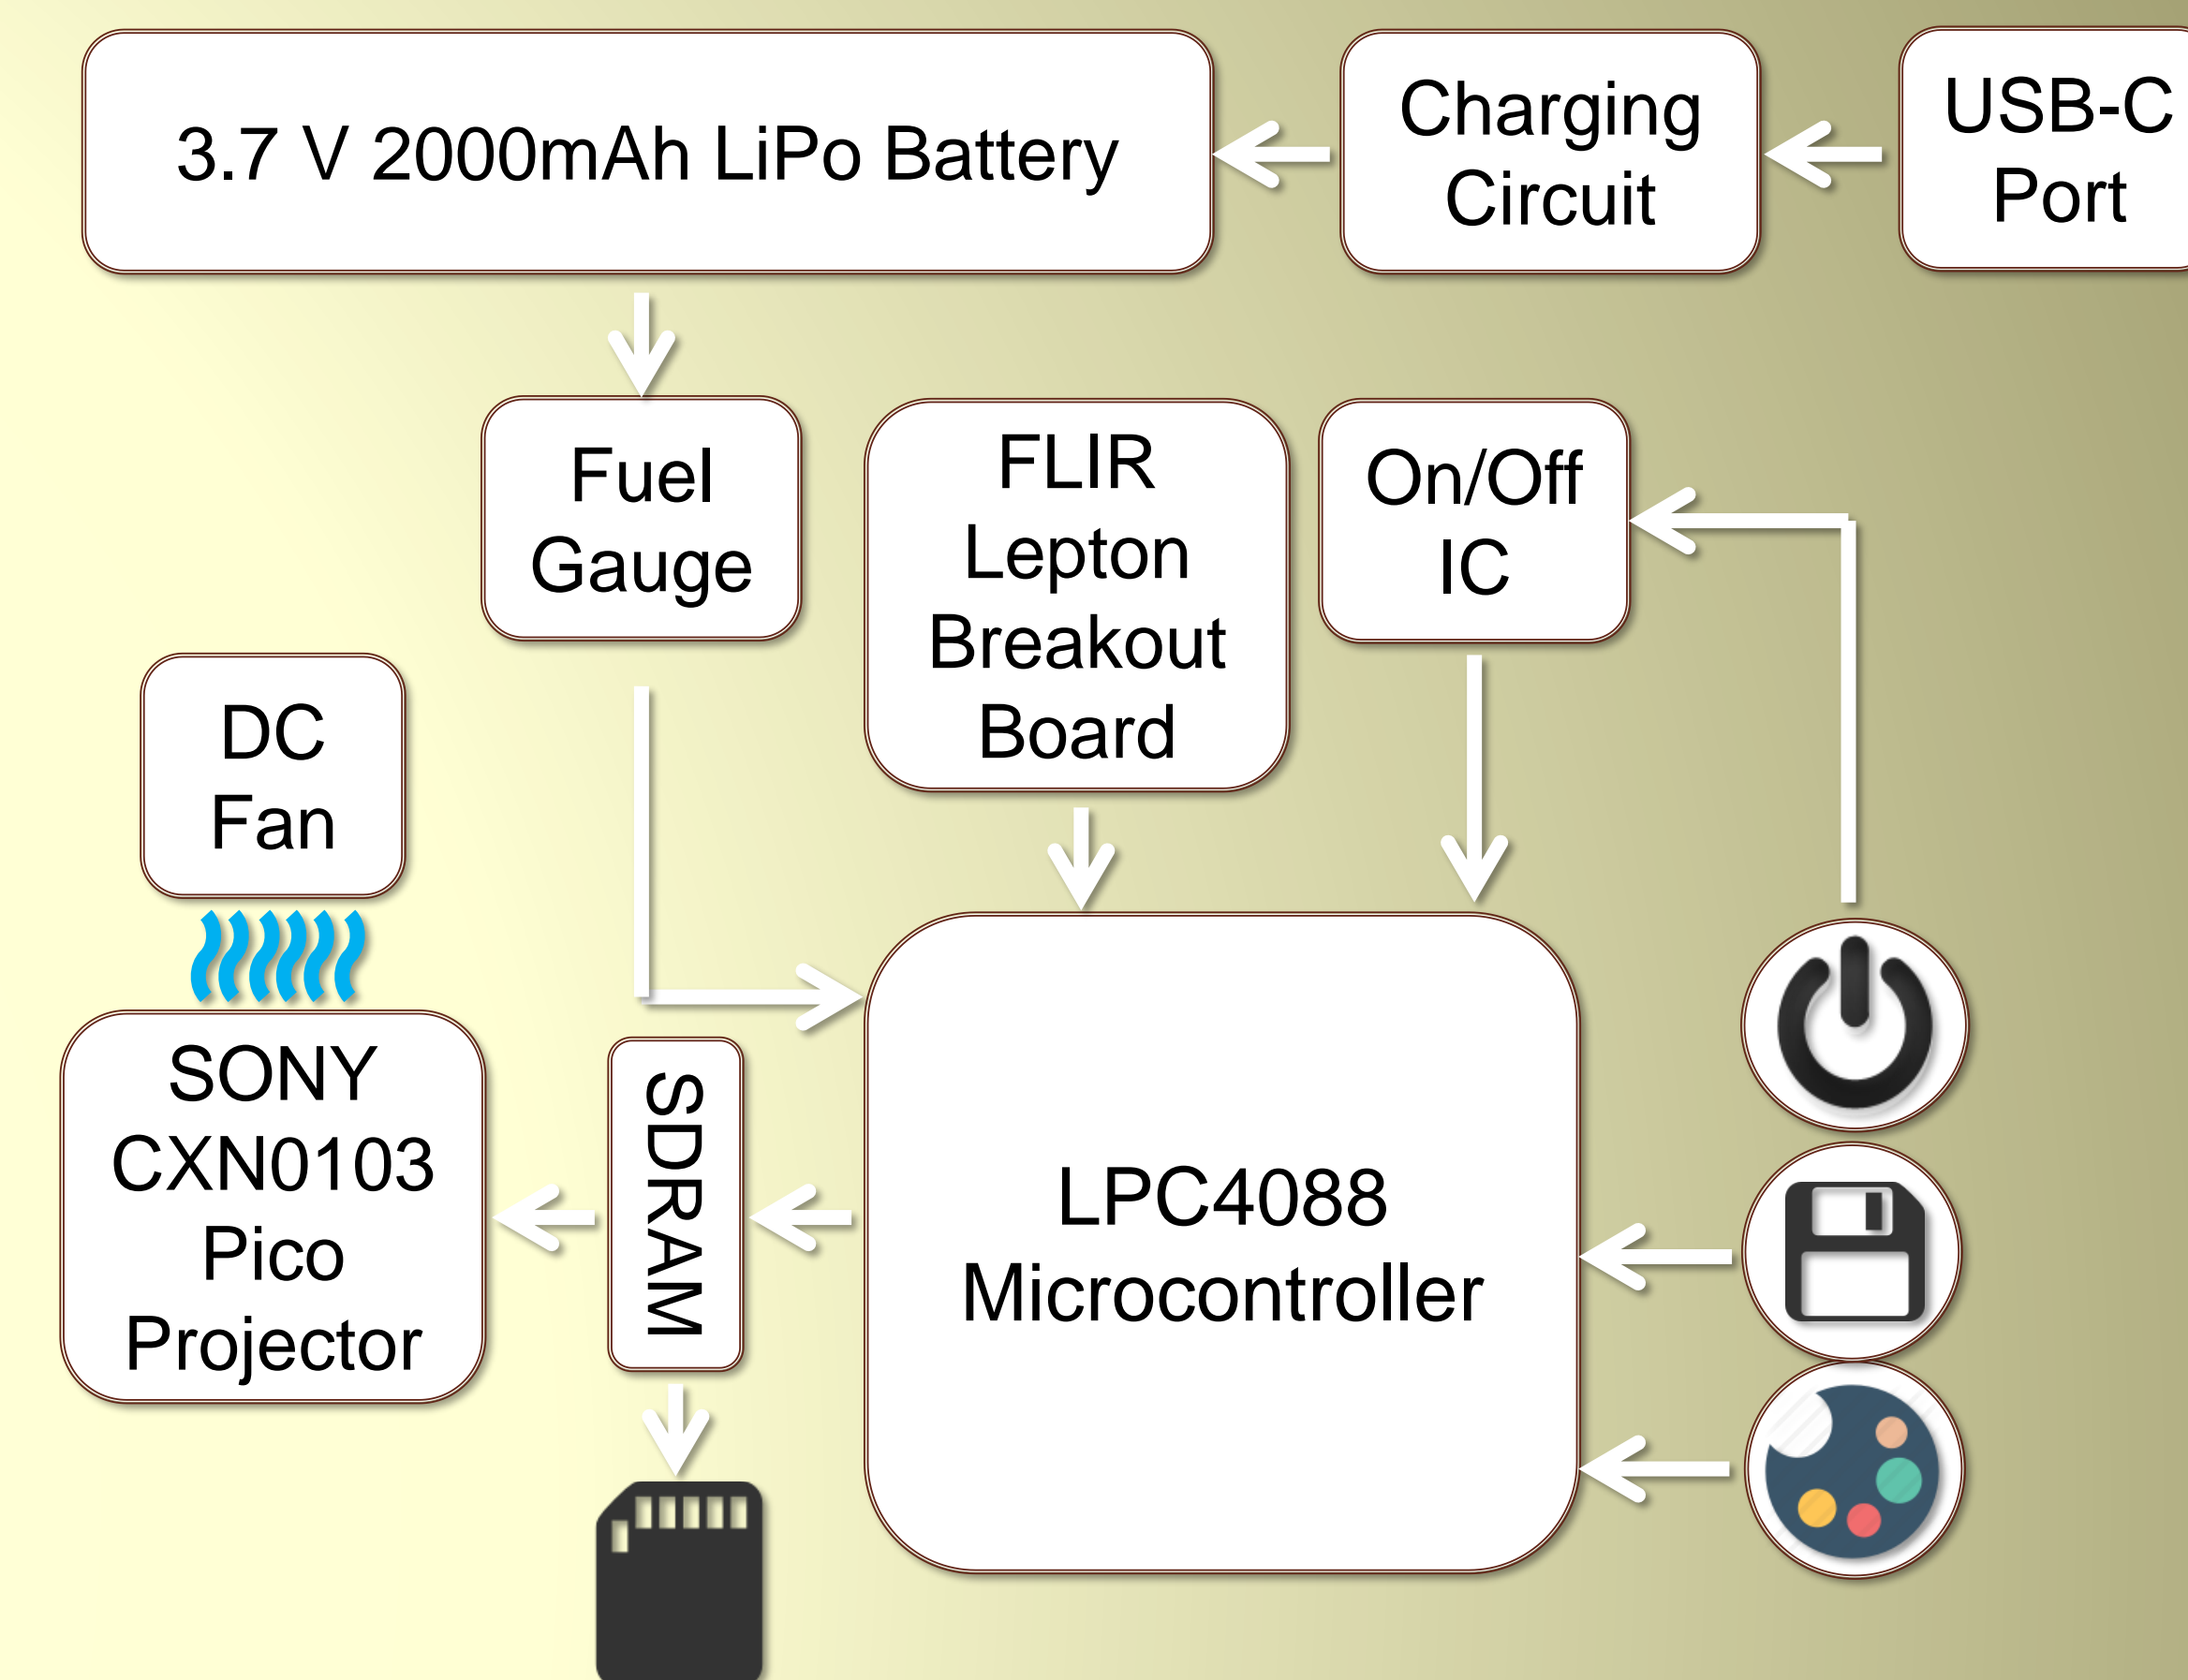 3.7 V 2000mAh LiPo Battery
Charging
Circuit
USB-C
Port
Fuel
Gauge
FLIR
Lepton
Breakout
Board
On/Off
IC
DC
Fan
SONY
CXN0103
Pico
Projector
SDRAM
LPC4088
Microcontroller